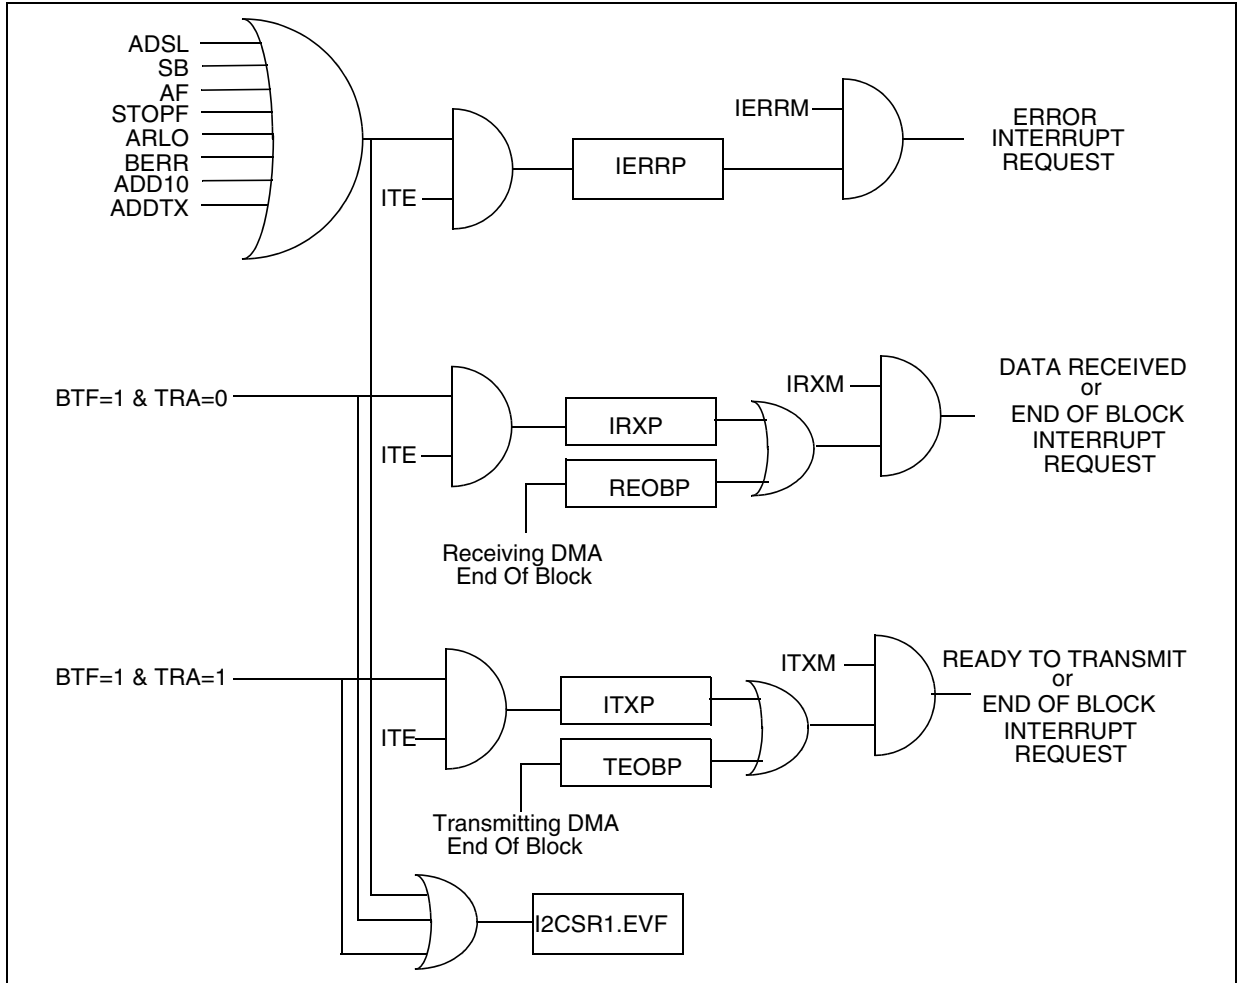 ADSL
SB
AF
STOPF
ARLO
BERR
ADD10
ADDTX
ITE
IERRP
IERRM
ERROR
INTERRUPT
REQUEST
BTF=1 & TRA=0
ITE
IRXP
REOBP
Receiving DMA
End Of Block
IRXM
DATA RECEIVED
or
END OF BLOCK
INTERRUPT
REQUEST
BTF=1 & TRA=1
ITE
ITXP
TEOBP
Transmitting DMA
End Of Block
ITXM
READY TO TRANSMIT
or
END OF BLOCK
INTERRUPT
REQUEST
I2CSR1.EVF